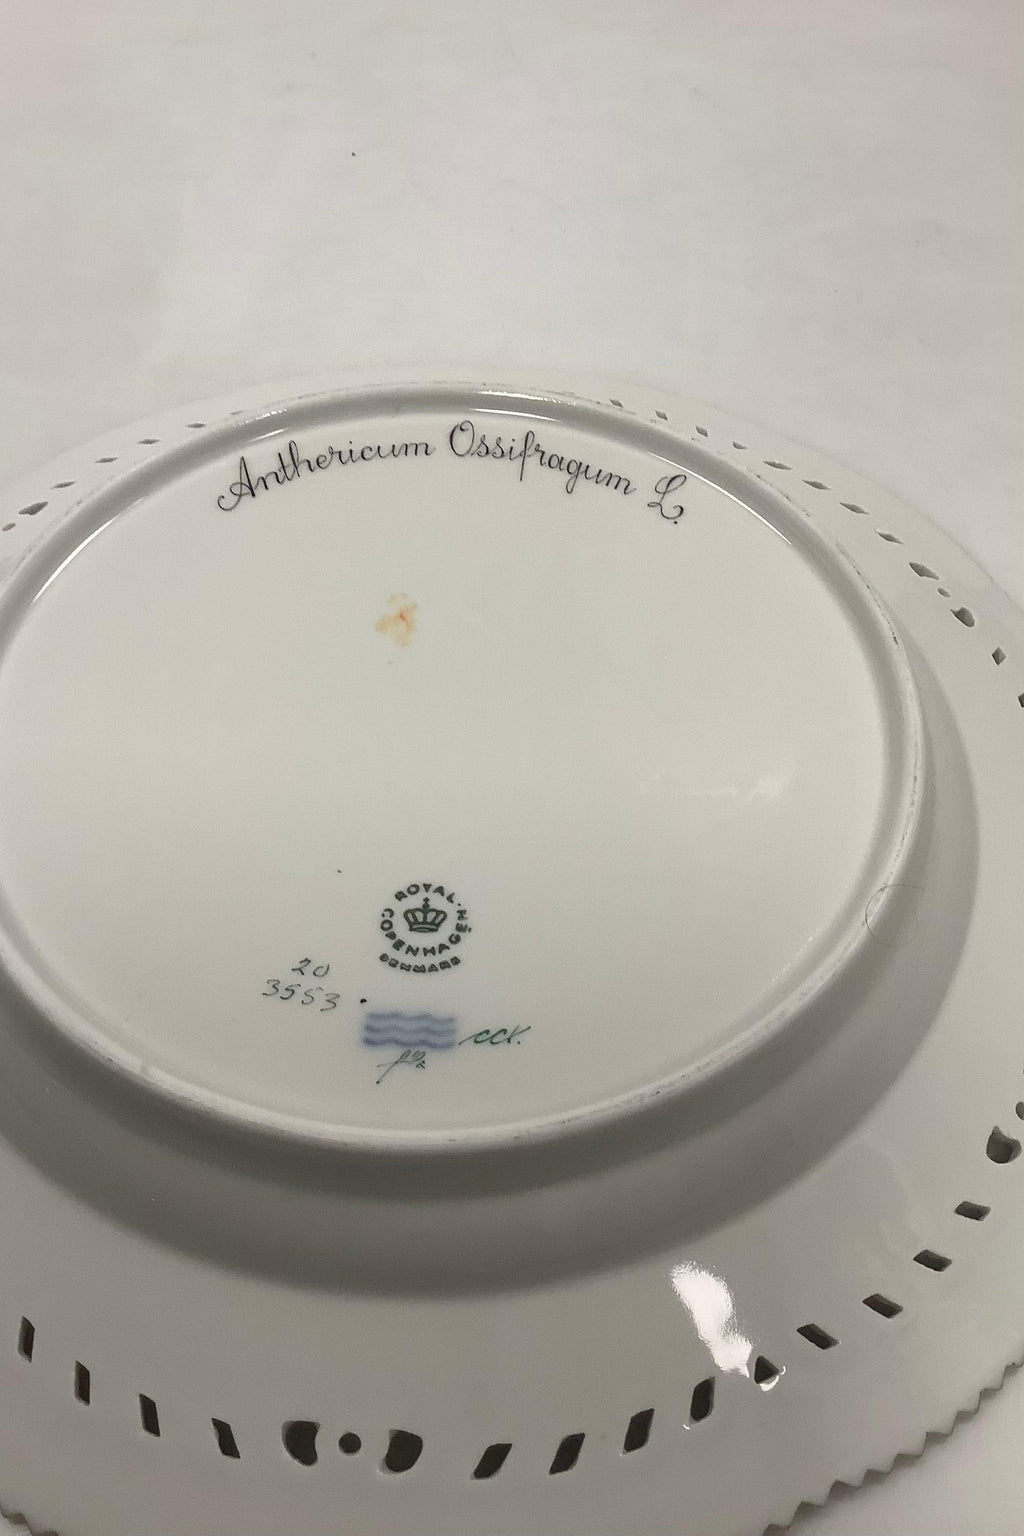 Anthericum Ossifragum L.
ROYAL
COPENHAGEN
DENMARK
20
3553